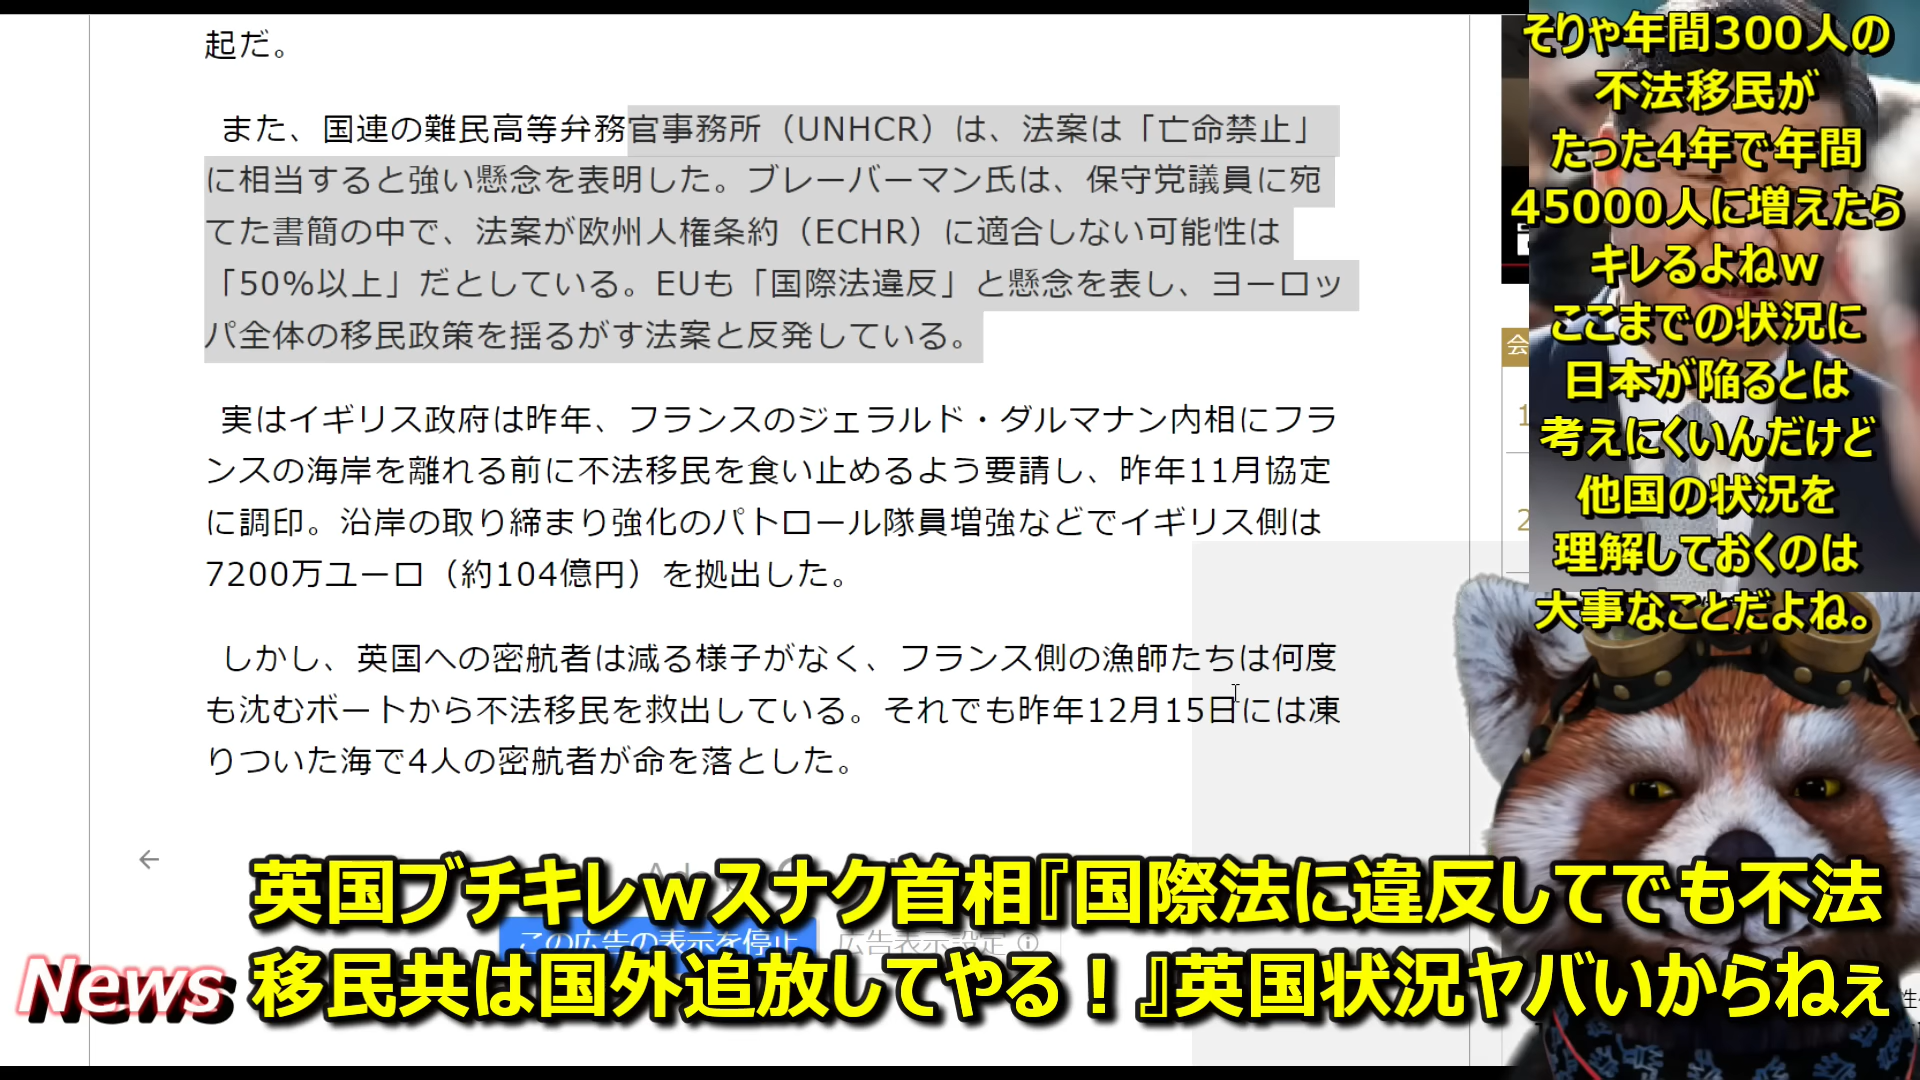 起だ。
また、国連の難民高等弁務官事務所（UNHCR）は、法案は「亡命禁止」
に相当すると強い懸念を表明した。ブレーバーマン氏は、保守党議員に宛
てた書簡の中で、法案が欧州人権条約（ECHR）に適合しない可能性は
「50％以上」だとしている。EUも「国際法違反」と懸念を表し、ヨーロッ
パ全体の移民政策を揺るがす法案と反発している。
実はイギリス政府は昨年、フランスのジェラルド・ダルマナン内相にフラ
ンスの海岸を離れる前に不法移民を食い止めるよう要請し、昨年11月協定
に調印。沿岸の取り締まり強化のパトロール隊員増強などでイギリス側は
7200万ユーロ（約104億円）を拠出した。
しかし、英国への密航者は減る様子がなく、フランス側の漁師たちは何度
も沈むボートから不法移民を救出している。それでも昨年12月15日には凍
りついた海で4人の密航者が命を落とした。
この広告の表示を停止
広告表示設定
そりゃ年間300人の
不法移民が
たった4年で年間
45000人に増えたら
キレるよねw
ここまでの状況に
日本が陥るとは
考えにくいんだけど
他国の状況を
理解しておくのは
大事なことだよね。
会
1
2
News
英国ブチキレwスナク首相『国際法に違反してでも不法
移民共は国外追放してやる！』英国状況ヤバいからねぇ